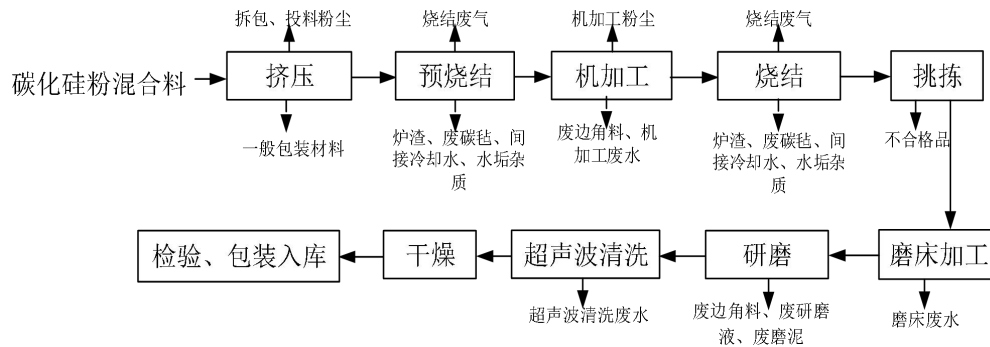 拆包、投料粉尘
烧结废气
机加工粉尘
烧结废气
碳化硅粉混合料
挤压
预烧结
机加工
烧结
挑拣
一般包装材料
炉渣、废碳毡、间
接冷却水、水垢杂
质
废边角料、机
加工废水
炉渣、废碳毡、间
接冷却水、水垢杂
质
不合格品
检验、包装入库
干燥
超声波清洗
研磨
磨床加工
超声波清洗废水
废边角料、废研磨
液、废磨泥
磨床废水